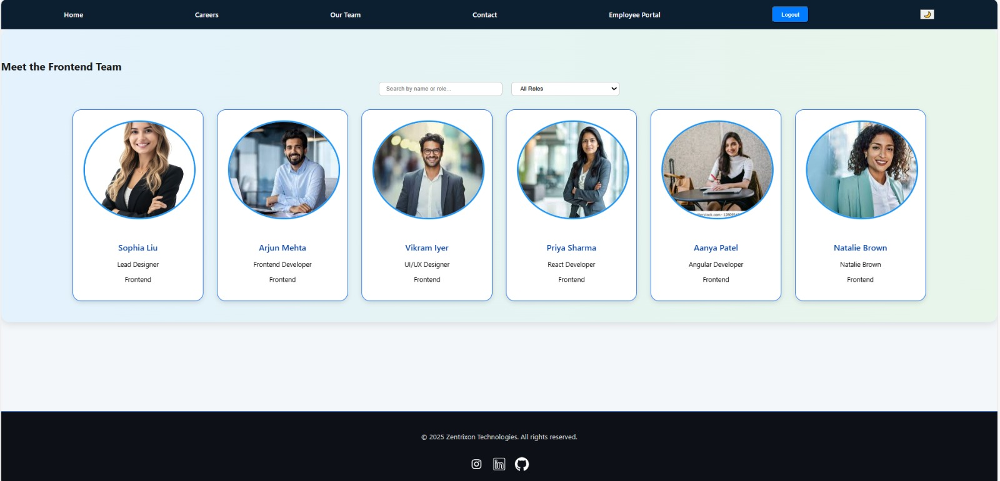 Home Careers Our Team Contact Employee Portal Logout
Meet the Frontend Team
Search by name or role... All Roles
Sophia Liu
Lead Designer
Frontend
Arjun Mehta
Frontend Developer
Frontend
Vikram Iyer
UI/UX Designer
Frontend
Priya Sharma
React Developer
Frontend
Aanya Patel
Angular Developer
Frontend
Natalie Brown
Natalie Brown
Frontend
© 2025 Zentrixon Technologies. All rights reserved.
in